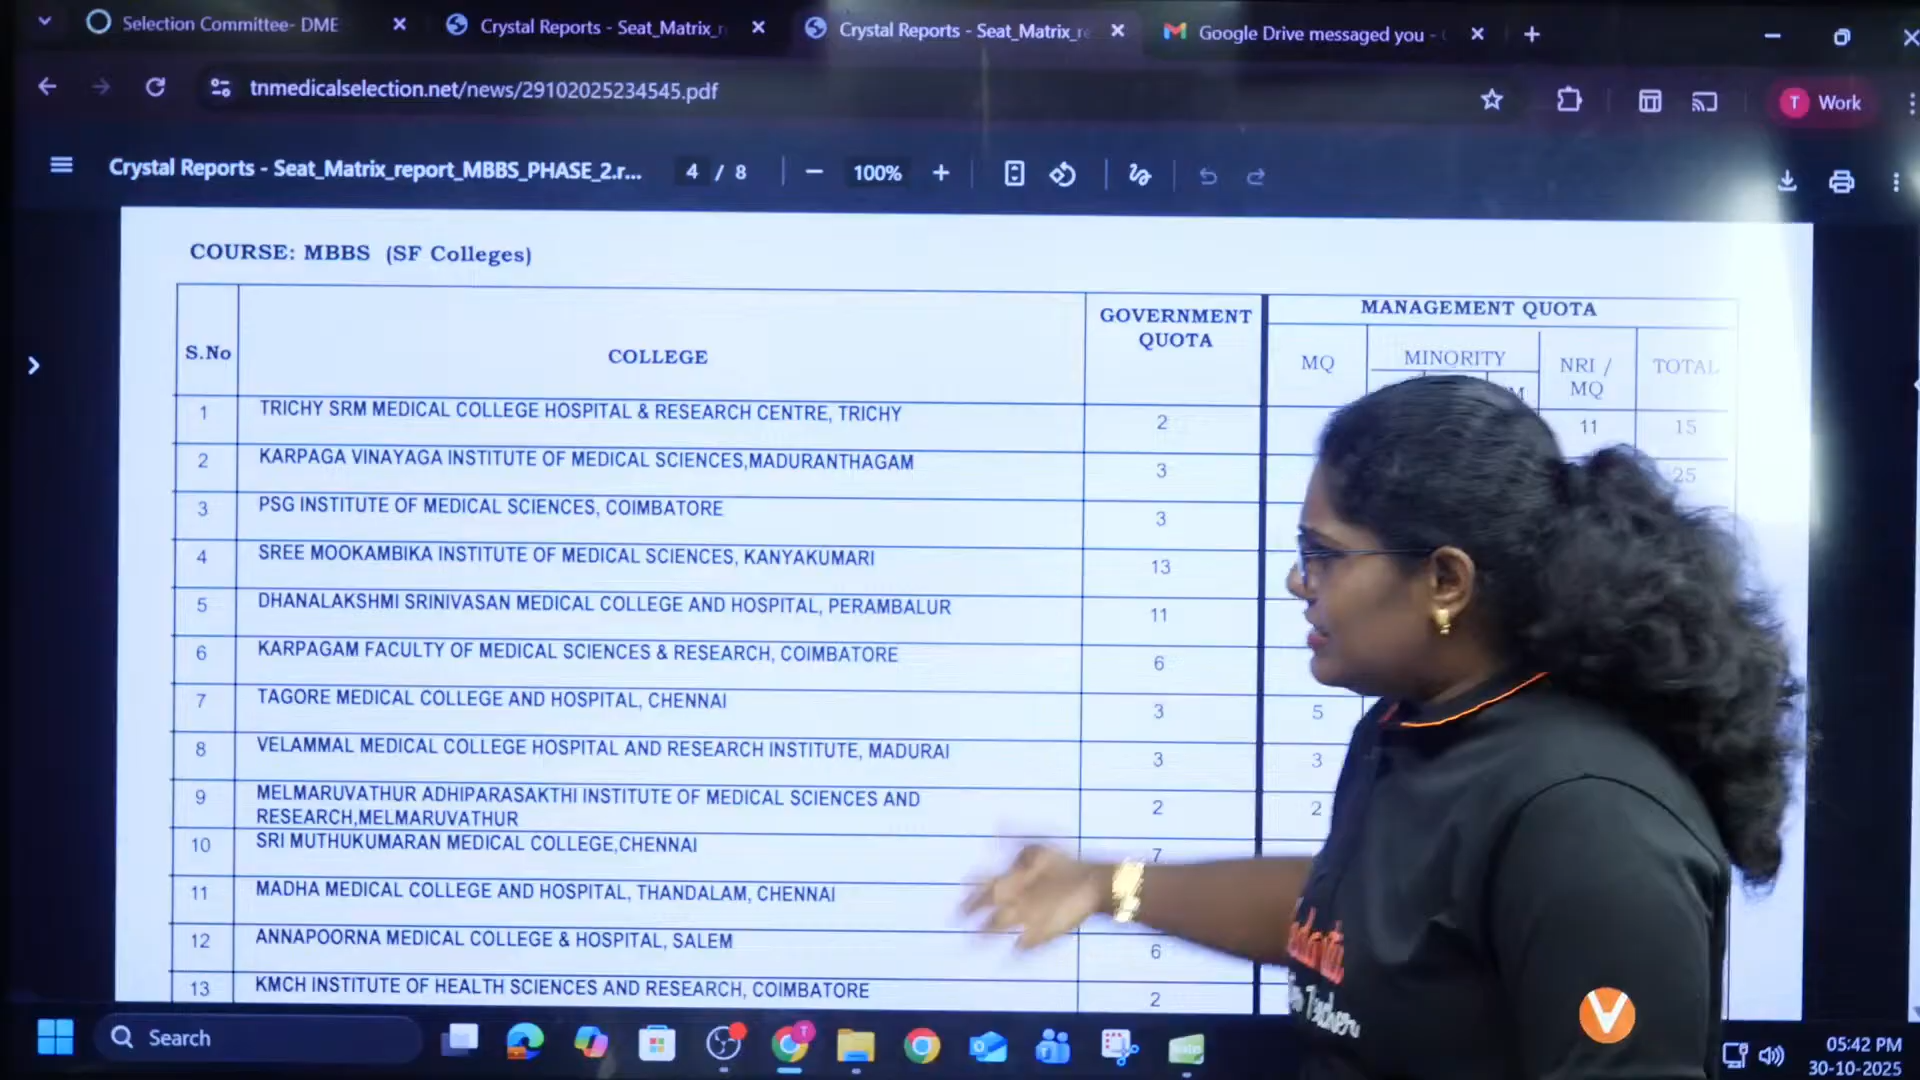 Selection Committee- DME
Crystal Reports - Seat_Matrix_r
Crystal Reports - Seat_Matrix_re
Google Drive messaged you -
tnmedicalselection.net/news/29102025234545.pdf
T Work
Crystal Reports - Seat_Matrix_report_MBBS_PHASE_2.r...
4 / 8
100%
COURSE: MBBS (SF Colleges)
S.No
COLLEGE
GOVERNMENT
QUOTA
MANAGEMENT QUOTA
MQ
MINORITY
M
NRI /
MQ
TOTAL
1 TRICHY SRM MEDICAL COLLEGE HOSPITAL & RESEARCH CENTRE, TRICHY 2 11 15
2 KARPAGA VINAYAGA INSTITUTE OF MEDICAL SCIENCES,MADURANTHAGAM 3 25
3 PSG INSTITUTE OF MEDICAL SCIENCES, COIMBATORE 3
4 SREE MOOKAMBIKA INSTITUTE OF MEDICAL SCIENCES, KANYAKUMARI 13
5 DHANALAKSHMI SRINIVASAN MEDICAL COLLEGE AND HOSPITAL, PERAMBALUR 11
6 KARPAGAM FACULTY OF MEDICAL SCIENCES & RESEARCH, COIMBATORE 6
7 TAGORE MEDICAL COLLEGE AND HOSPITAL, CHENNAI 3 5
8 VELAMMAL MEDICAL COLLEGE HOSPITAL AND RESEARCH INSTITUTE, MADURAI 3 3
9 MELMARUVATHUR ADHIPARASAKTHI INSTITUTE OF MEDICAL SCIENCES AND
RESEARCH,MELMARUVATHUR 2 2
10 SRI MUTHUKUMARAN MEDICAL COLLEGE,CHENNAI 7
11 MADHA MEDICAL COLLEGE AND HOSPITAL, THANDALAM, CHENNAI
12 ANNAPOORNA MEDICAL COLLEGE & HOSPITAL, SALEM 6
13 KMCH INSTITUTE OF HEALTH SCIENCES AND RESEARCH, COIMBATORE 2
V
Search
T
05:42 PM
30-10-2025